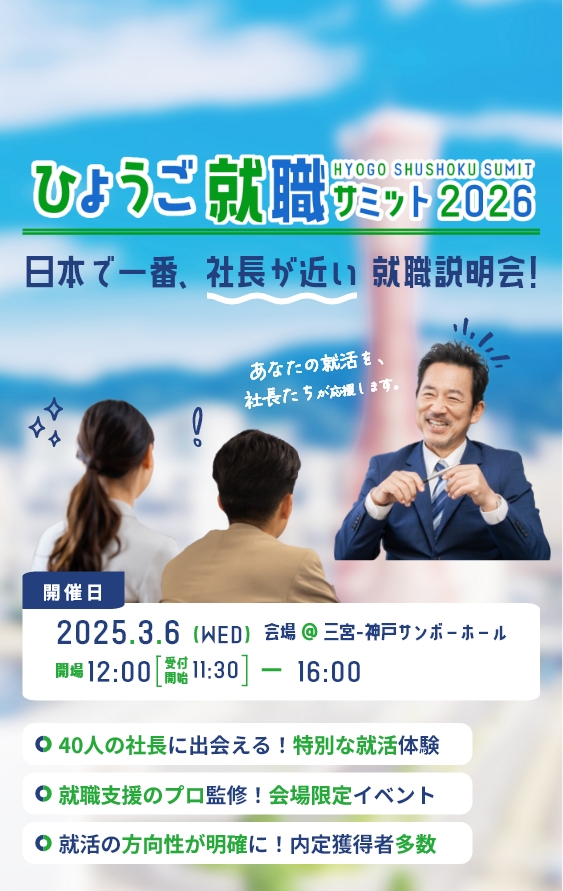 ひょうご就職サミット2026
HYOGO SHUSHOKU SUMIT
日本で一番、社長が近い 就職説明会!
あなたの就活を、
社長たちが応援します。
開催日
2025.3.6 (WED) 会場 @ 三宮-神戸サンボーホール
開場12:00[受付開始11:30] ー 16:00
40人の社長に出会える!特別な就活体験
就職支援のプロ監修!会場限定イベント
就活の方向性が明確に!内定獲得者多数